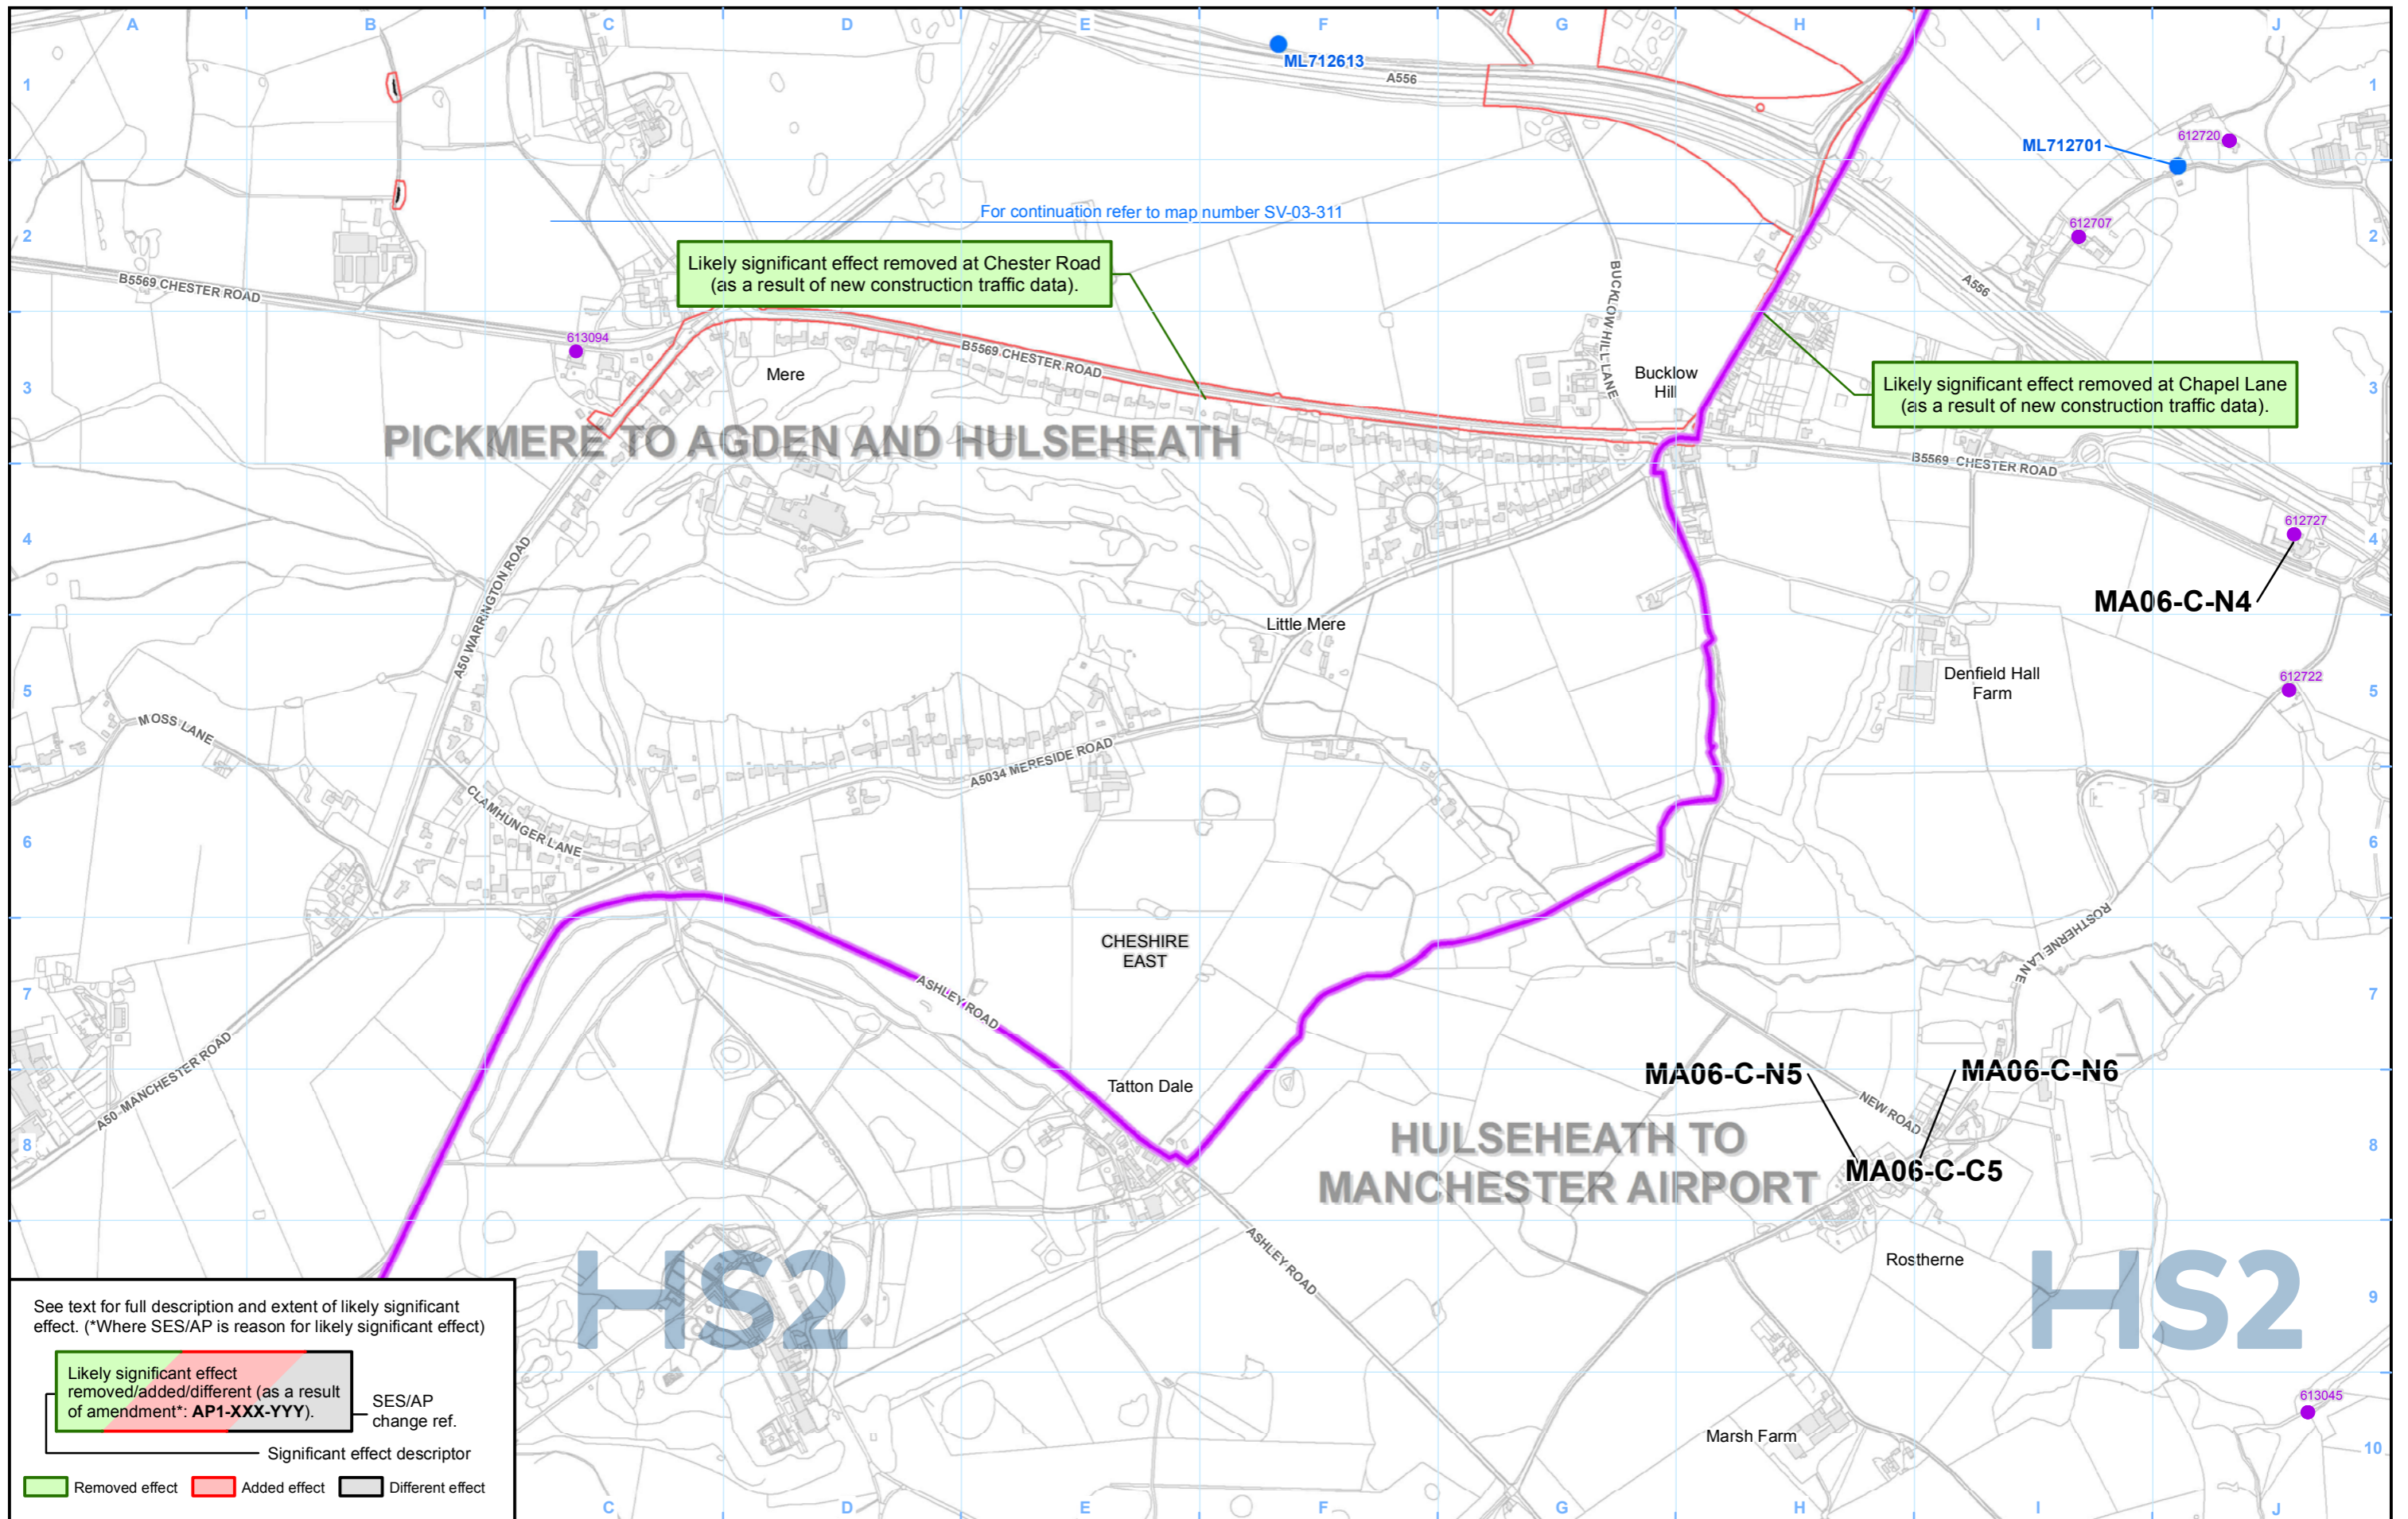 A B C D E F G H I J
1
ML712613
A556
1
612720
ML712701
For continuation refer to map number SV-03-311
612707
2
2
Likely significant effect removed at Chester Road
(as a result of new construction traffic data).
B5569 CHESTER ROAD
BUCKLOW HILL LANE
A556
613094
B5569 CHESTER ROAD
Mere
Bucklow
Hill
3
3
Likely significant effect removed at Chapel Lane
(as a result of new construction traffic data).
PICKMERE TO AGDEN AND HULSEHEATH
B5569 CHESTER ROAD
612727
4
4
A50 WARRINGTON ROAD
MA06-C-N4
Little Mere
Denfield Hall
Farm
612722
5
5
MOSS LANE
A5034 MERESIDE ROAD
CLAMHUNGER LANE
6
6
ROSTHERNE LANE
CHESHIRE
EAST
7
7
ASHLEY ROAD
A50 MANCHESTER ROAD
Tatton Dale
MA06-C-N5
MA06-C-N6
NEW ROAD
8
8
HULSEHEATH TO
MANCHESTER AIRPORT
MA06-C-C5
ASHLEY ROAD
Rostherne
HS2
HS2
9
See text for full description and extent of likely significant
effect. (*Where SES/AP is reason for likely significant effect)
Likely significant effect
removed/added/different (as a result
of amendment*: AP1-XXX-YYY).
SES/AP
change ref.
Significant effect descriptor
Removed effect
Added effect
Different effect
613045
Marsh Farm
10
C D E F G H I J